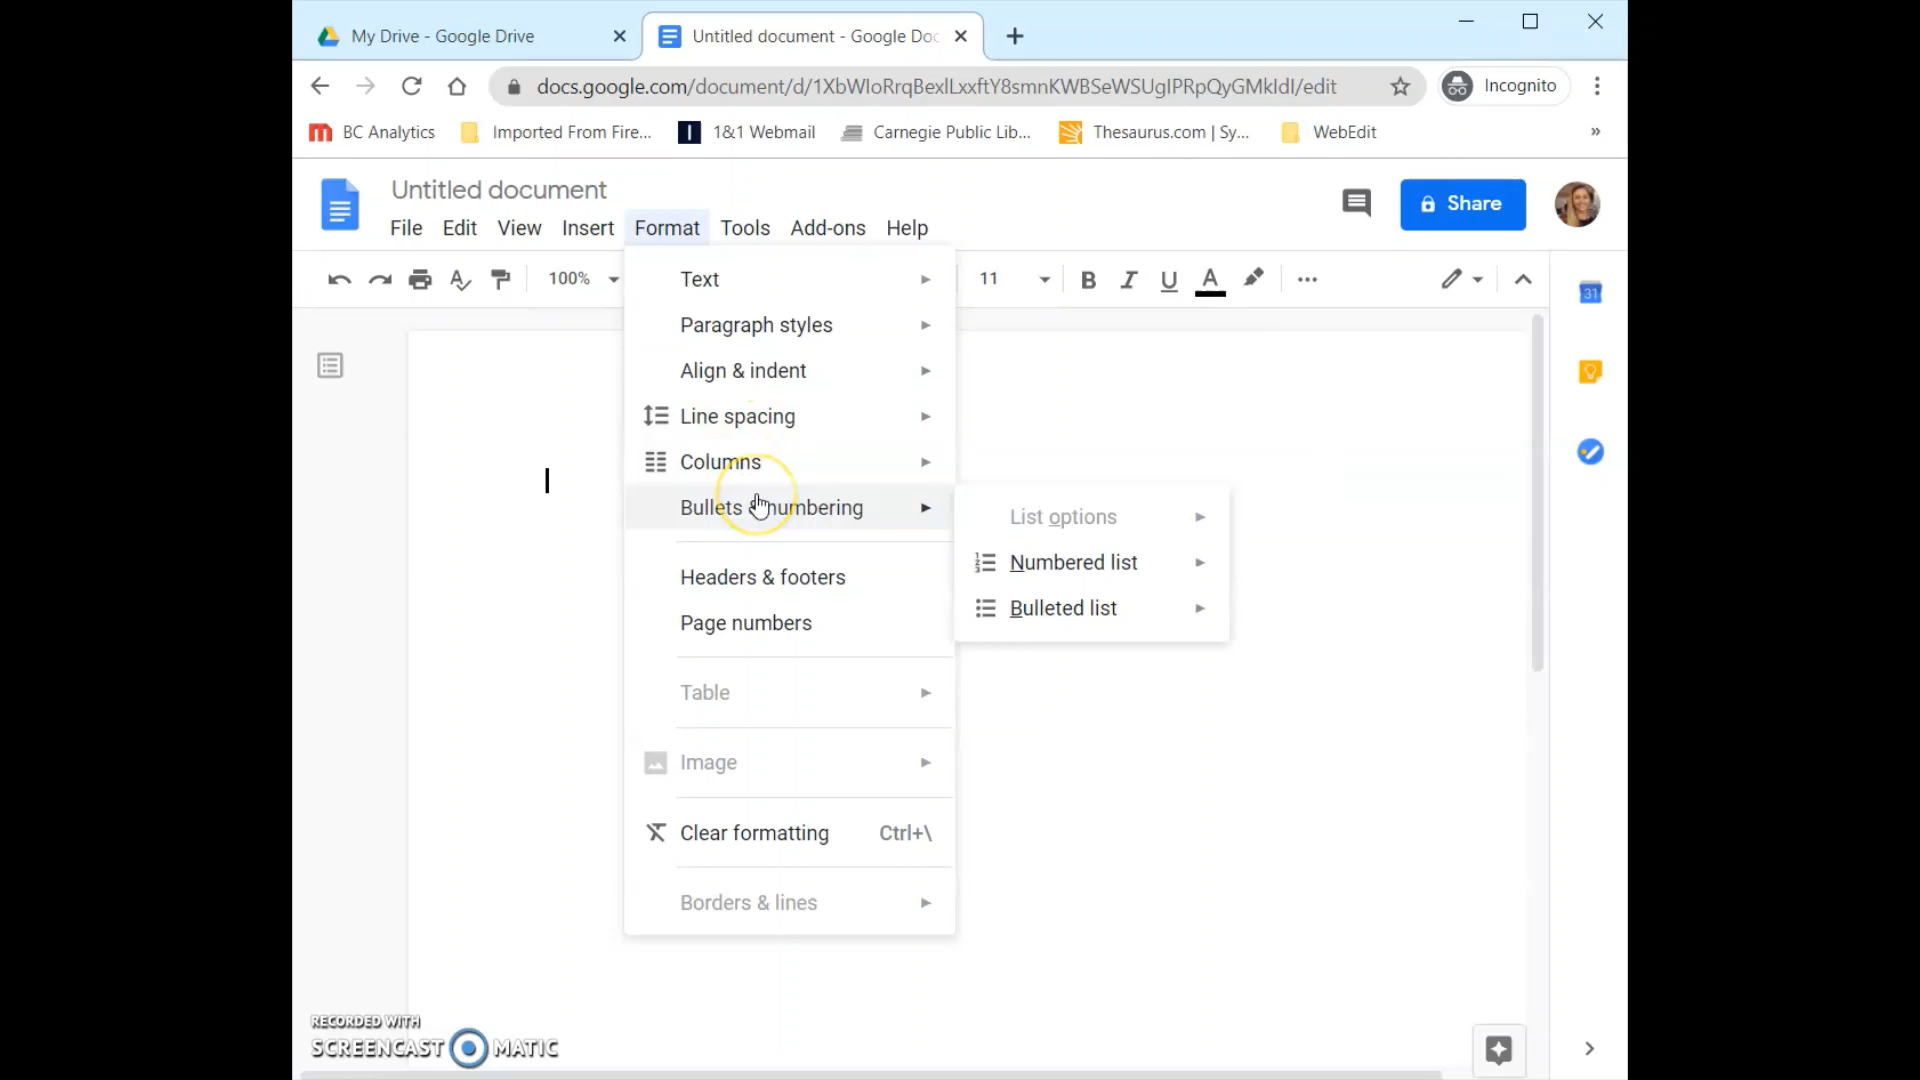 My Drive - Google Drive
Untitled document - Google Doc
docs.google.com/document/d/1XbWIoRrqBexlLxxftY8smnKWBSeWSUgIPRpQyGMkIdI/edit
Incognito
BC Analytics
Imported From Fire...
1&1 Webmail
Carnegie Public Lib...
Thesaurus.com | Sy...
WebEdit
»
Untitled document
Share
File Edit View Insert Format Tools Add-ons Help
100%
11
B I U A
31
Text
Paragraph styles
Align & indent
Line spacing
Columns
Bullets numbering
List options
Numbered list
Bulleted list
Headers & footers
Page numbers
Table
Image
Clear formatting Ctrl+\
Borders & lines
RECORDED WITH
SCREENCAST MATIC